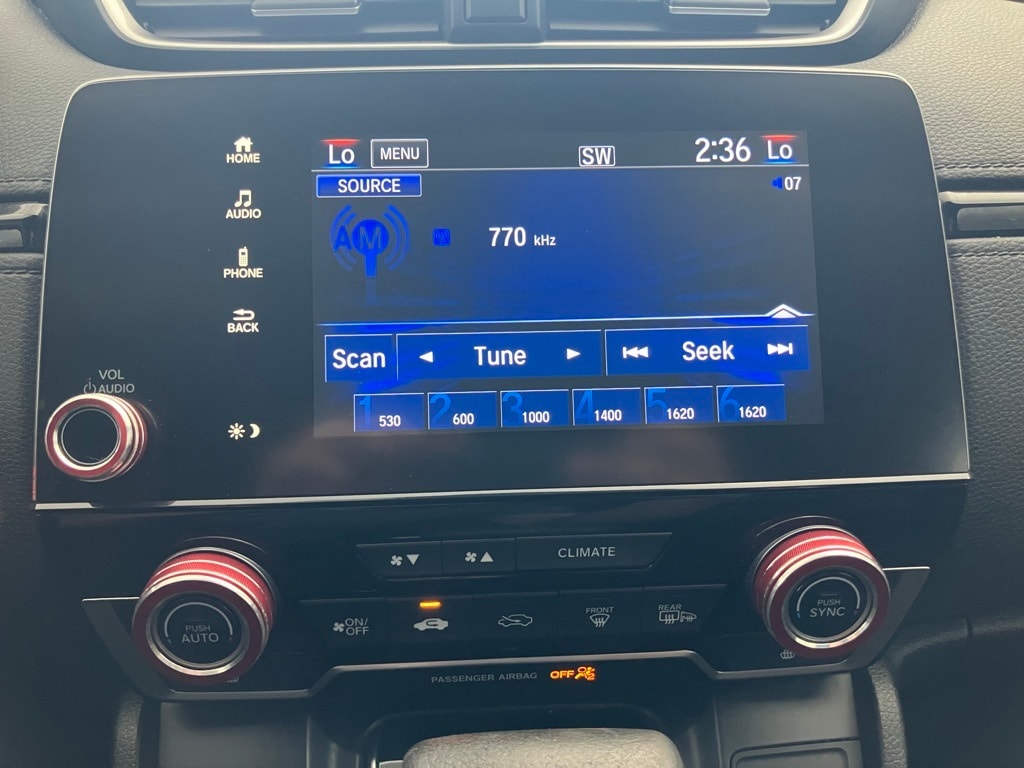 HOME
Lo MENU SW 2:36 Lo
SOURCE 07
AUDIO
AM 770 kHz
PHONE
BACK
Scan Tune Seek
VOL
AUDIO
1 530 2 600 3 1000 4 1400 5 1620 6 1620
CLIMATE
PUSH
AUTO
ON/
OFF
FRONT
REAR
PUSH
SYNC
PASSENGER AIRBAG OFF